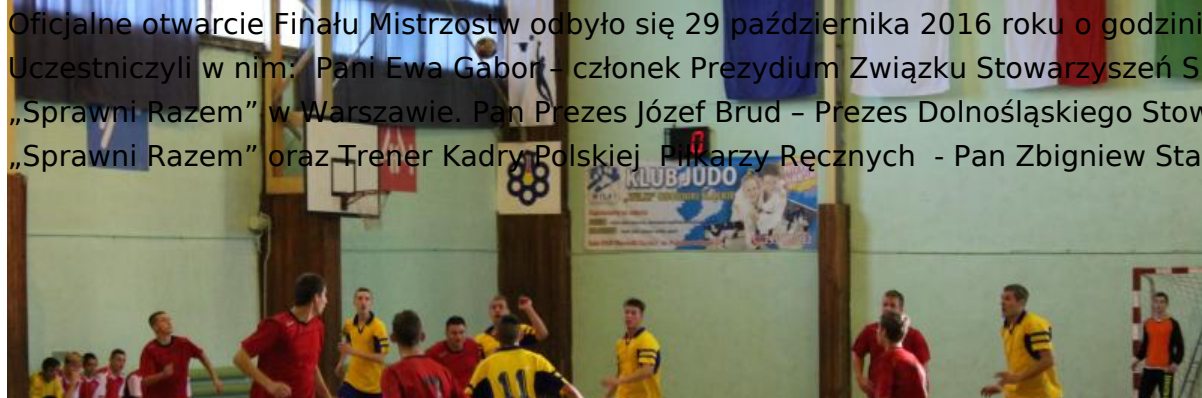 Oficjalne otwarcie Finału Mistrzostw odbyło się 29 października 2016 roku o
Uczestniczyli w nim:  Pani Ewa Gabor – członek Prezydium Związku Stowarzyszeń S
„Sprawni Razem” w Warszawie. Pan Prezes Józef Brud – Prezes Dolnośląskiego Stow
„Sprawni Razem” oraz Trener Kadry Polskiej  Piłkarzy Ręcznych  - Pan Zbigniew Sta
KLUB JUDO
11